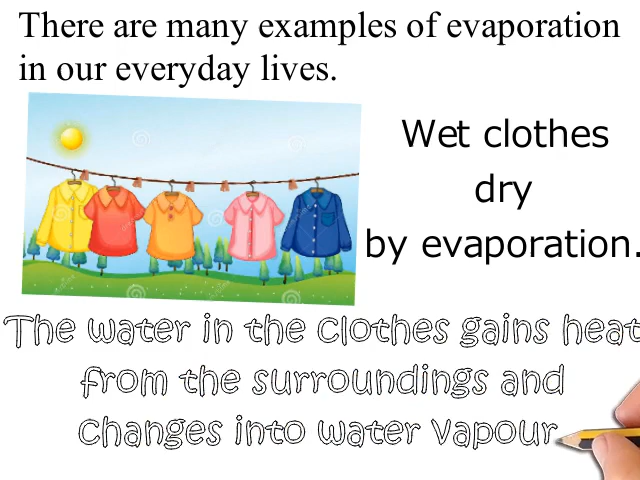 There are many examples of evaporation
in our everyday lives.
Wet clothes
dry
by evaporation.
The water in the clothes gains heat
from the surroundings and
changes into water vapour